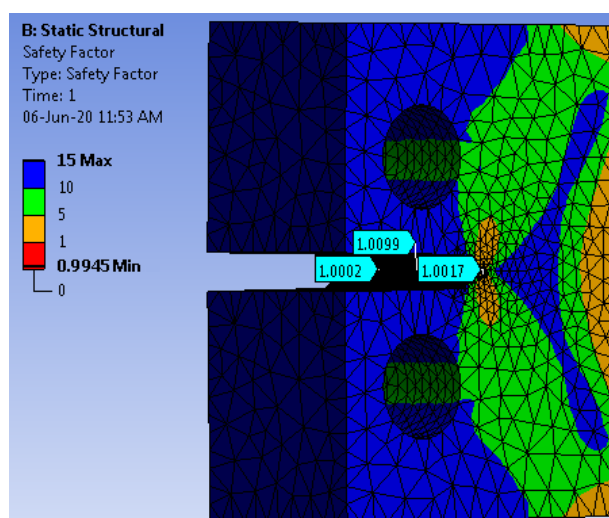 B: Static Structural
Safety Factor
Type: Safety Factor
Time: 1
06-Jun-20 11:53 AM
15 Max
10
5
1
0.9945 Min
0
1.0099
1.0002
1.0017